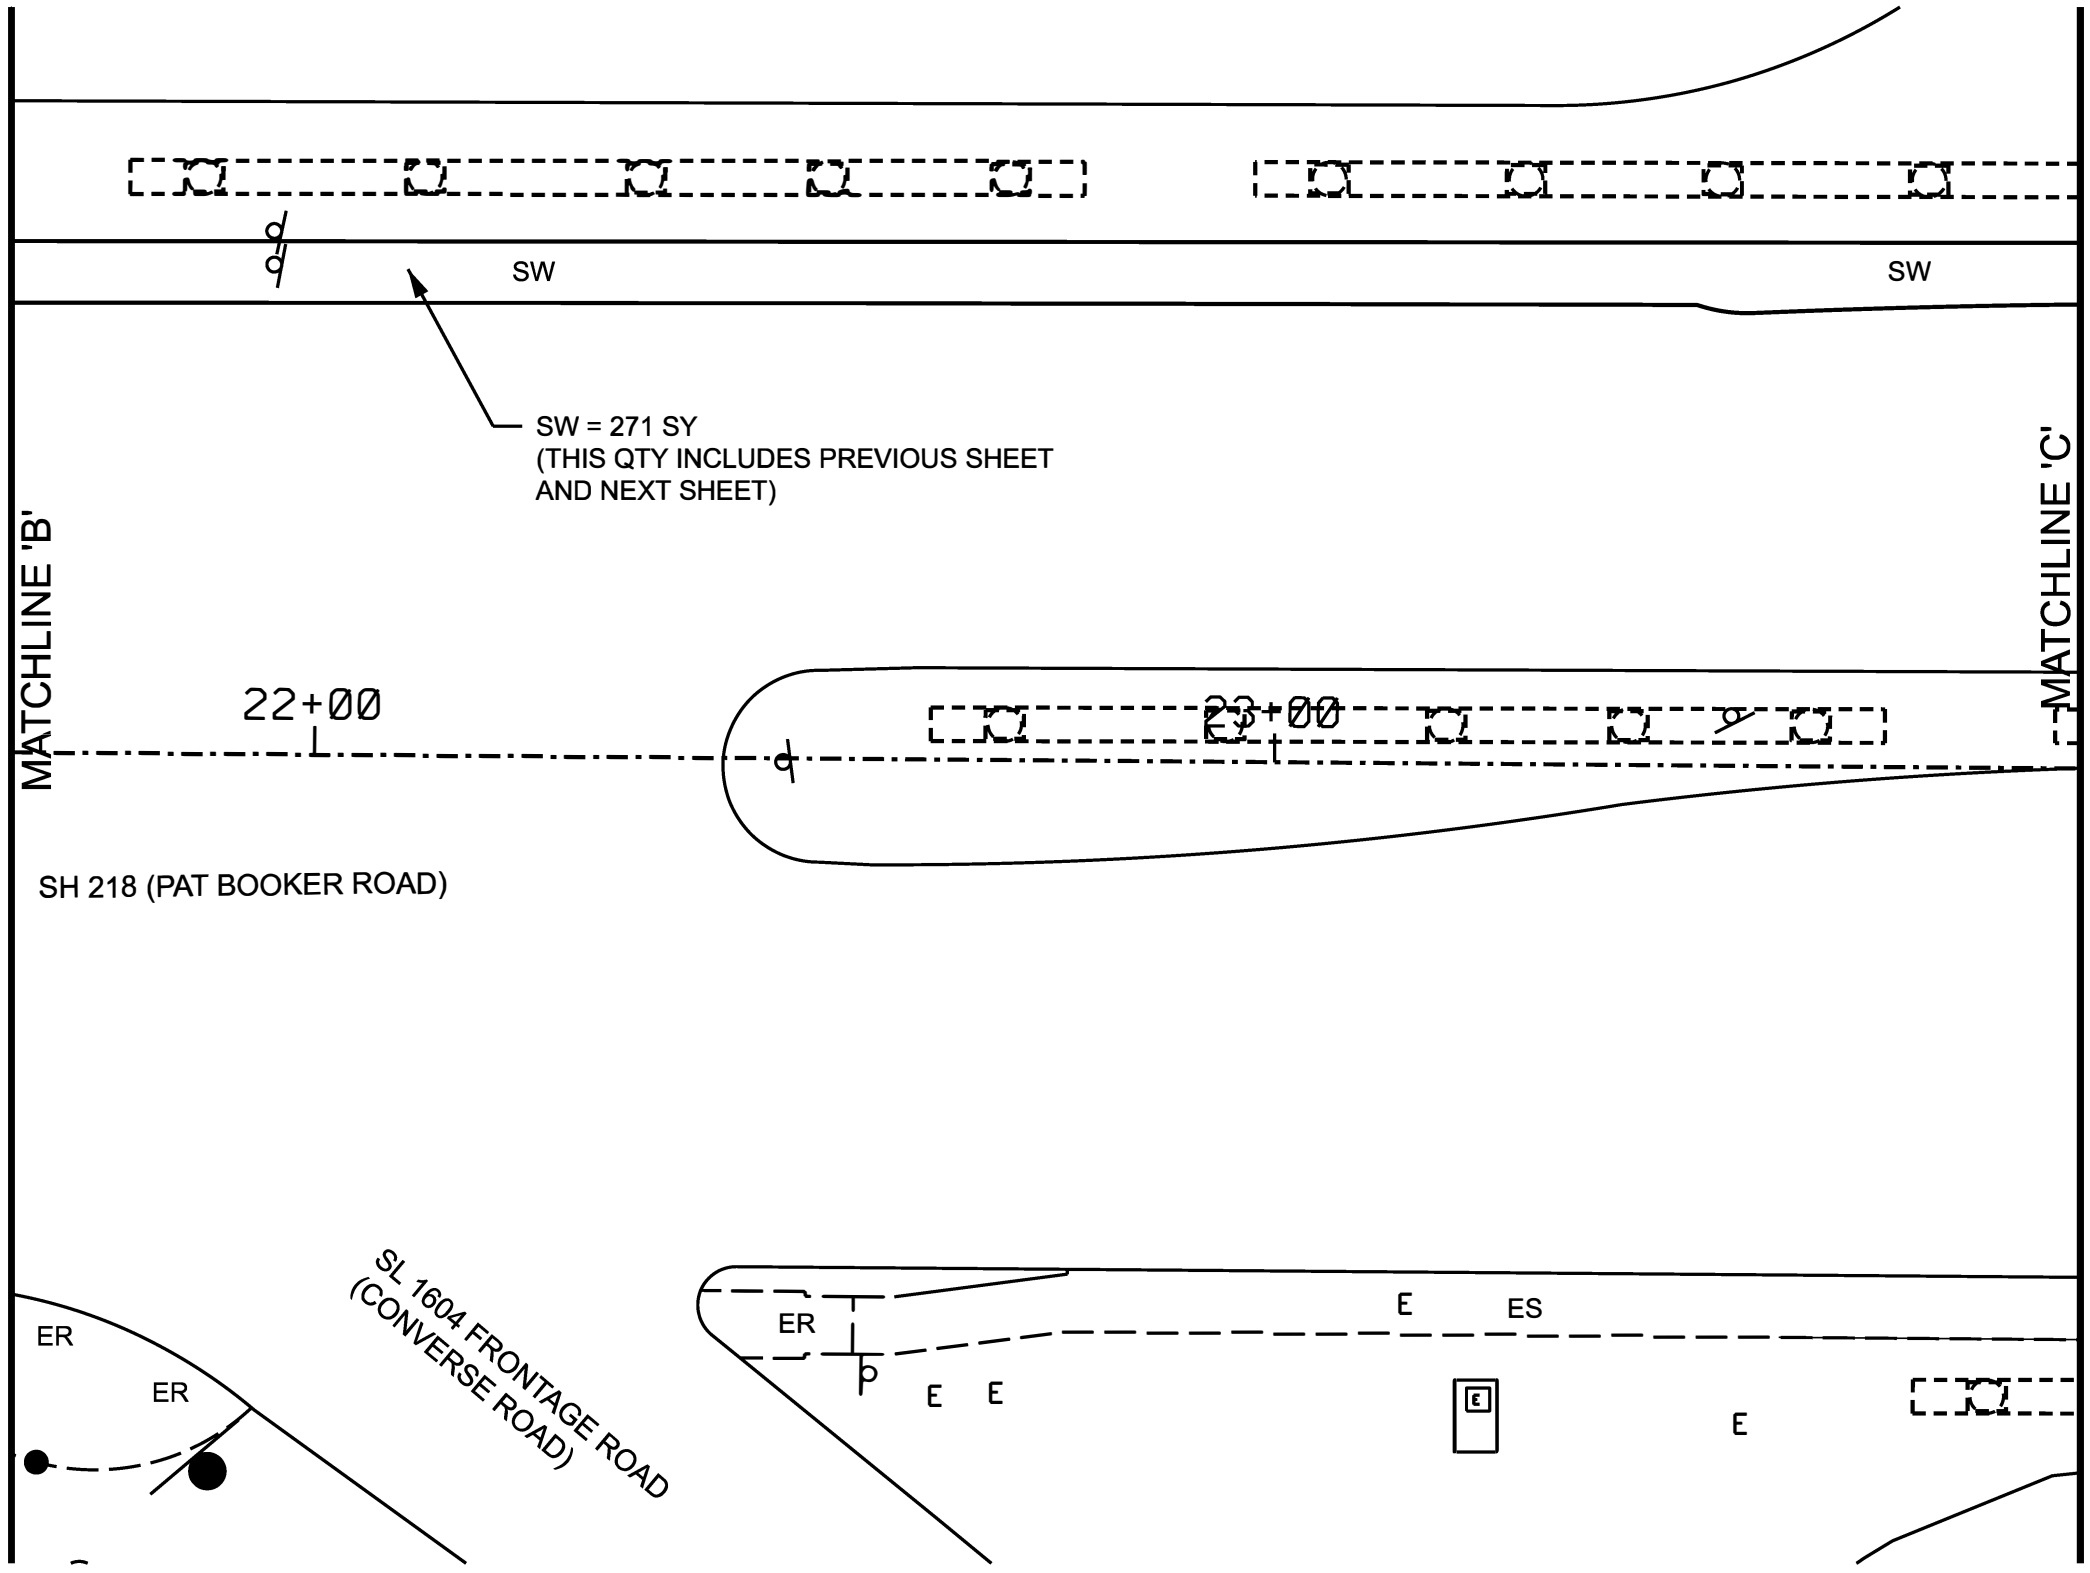 SW
SW
SW = 271 SY
(THIS QTY INCLUDES PREVIOUS SHEET
AND NEXT SHEET)
MATCHLINE 'B'
MATCHLINE 'C'
22+00
23+00
SH 218 (PAT BOOKER ROAD)
SL 1604 FRONTAGE ROAD
(CONVERSE ROAD)
ER
ER
ER
E
ES
E
E
E
E